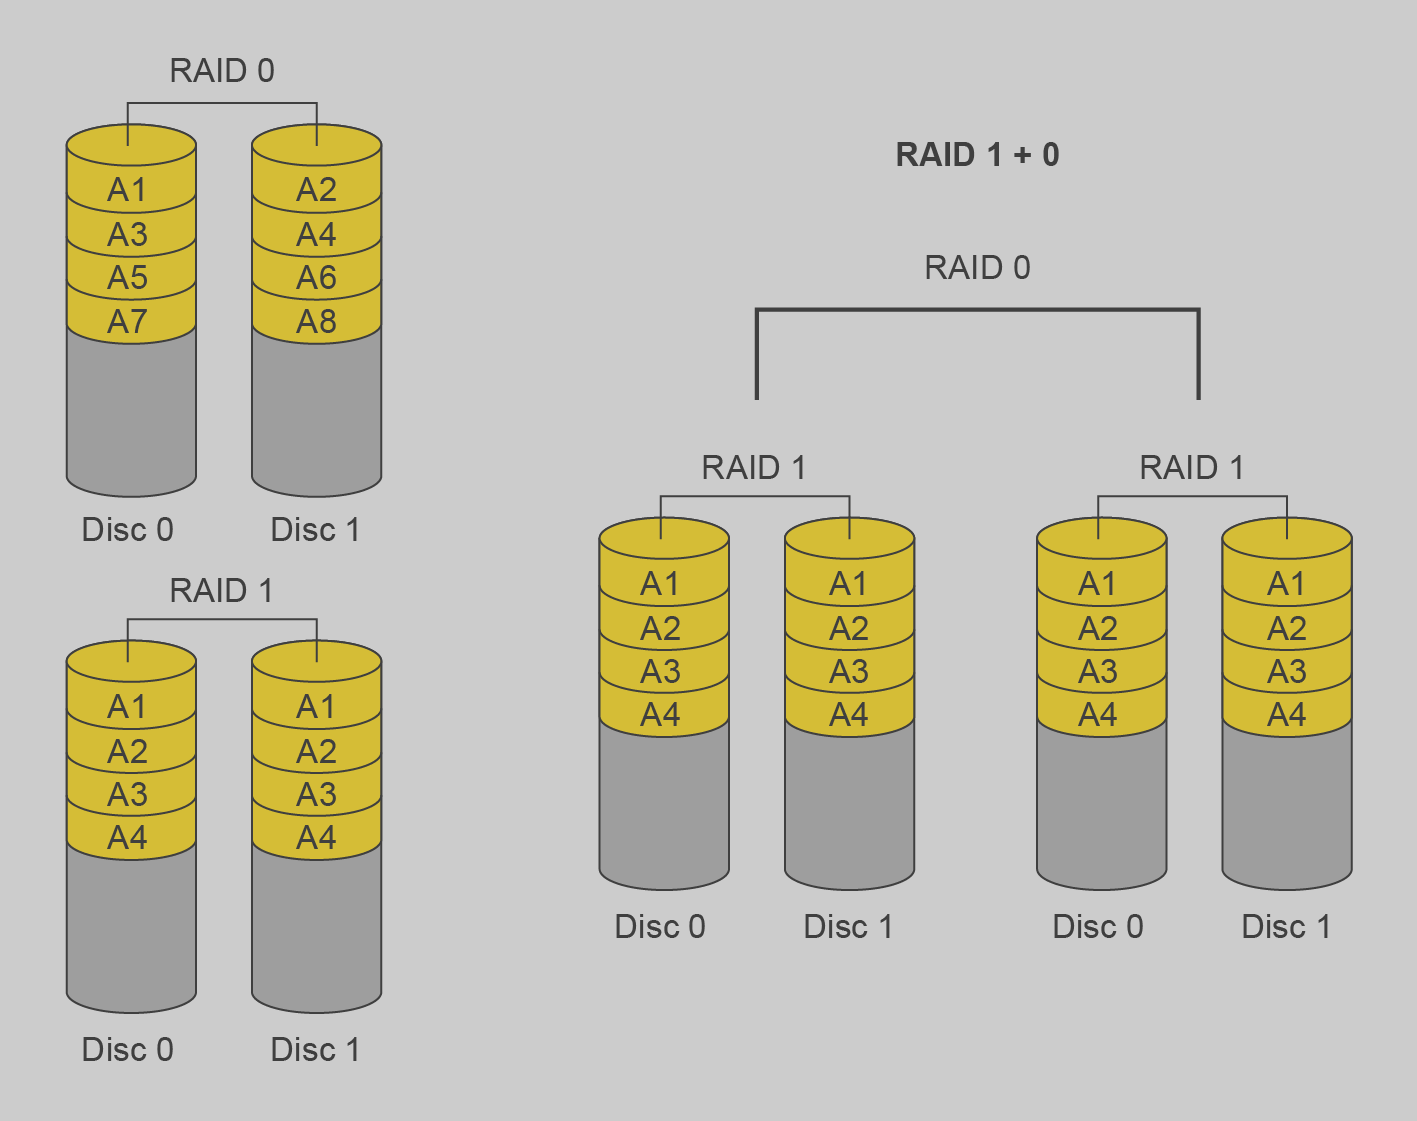 RAID 0
A1 A2
A3 A4
A5 A6
A7 A8
Disc 0 Disc 1
RAID 1
A1 A1
A2 A2
A3 A3
A4 A4
Disc 0 Disc 1
RAID 1 + 0
RAID 0
RAID 1 RAID 1
A1 A1 A1 A1
A2 A2 A2 A2
A3 A3 A3 A3
A4 A4 A4 A4
Disc 0 Disc 1 Disc 0 Disc 1